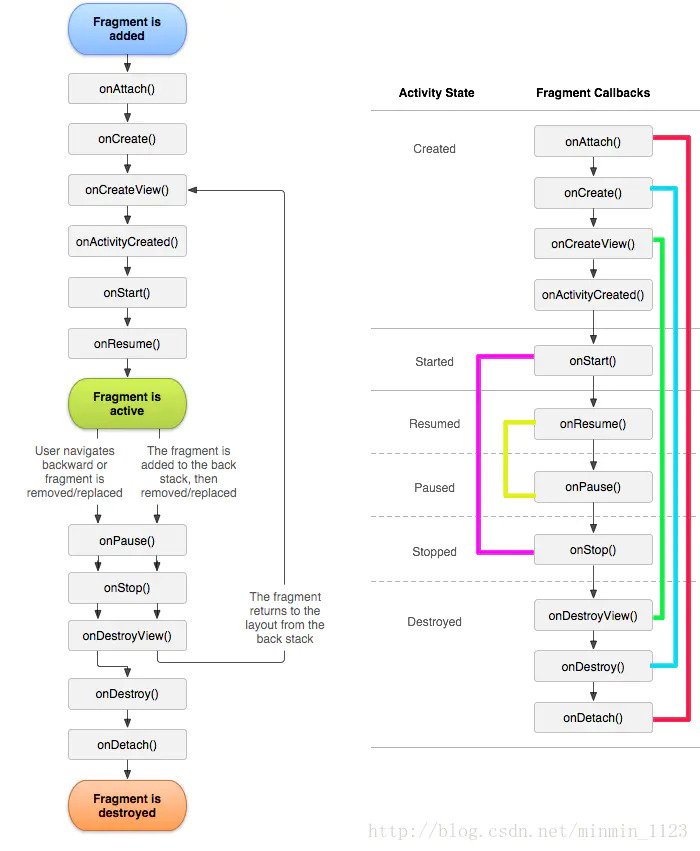 Fragment is
added
onAttach()
onCreate()
onCreateView()
onActivityCreated()
onStart()
onResume()
Fragment is
active
User navigates
backward or
fragment is
removed/replaced
The fragment is
added to the back
stack, then
removed/replaced
onPause()
onStop()
onDestroyView()
The fragment
returns to the
layout from the
back stack
onDestroy()
onDetach()
Fragment is
destroyed
Activity State
Fragment Callbacks
Created
onAttach()
onCreate()
onCreateView()
onActivityCreated()
Started
onStart()
Resumed
onResume()
Paused
onPause()
Stopped
onStop()
Destroyed
onDestroyView()
onDestroy()
onDetach()
http://blog.csdn.net/minmin_1123